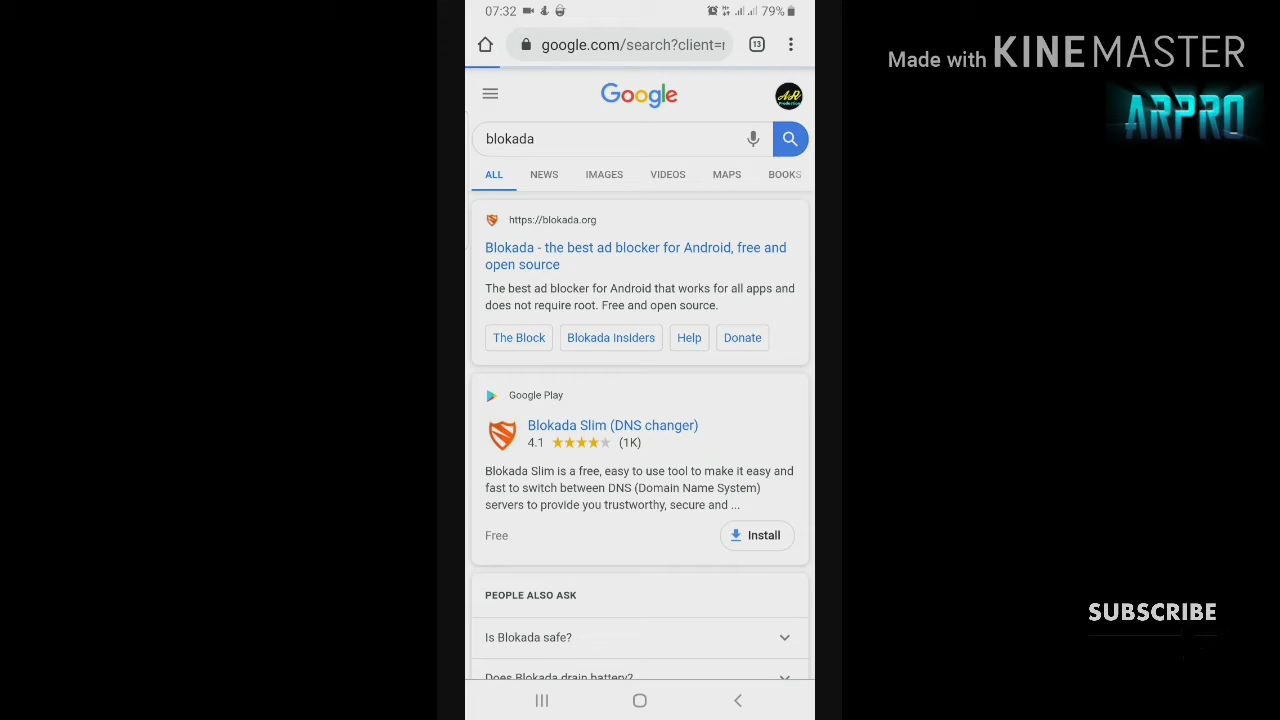 07:32
79%
Made with KINEMASTER
google.com/search?client=
13
ARPRO
Google
blokada
ALL NEWS IMAGES VIDEOS MAPS BOOKS
https://blokada.org
Blokada - the best ad blocker for Android, free and
open source
The best ad blocker for Android that works for all apps and
does not require root. Free and open source.
The Block Blokada Insiders Help Donate
Google Play
Blokada Slim (DNS changer)
4.1 ★★★★★ (1K)
Blokada Slim is a free, easy to use tool to make it easy and
fast to switch between DNS (Domain Name System)
servers to provide you trustworthy, secure and ...
Free Install
PEOPLE ALSO ASK
Is Blokada safe?
SUBSCRIBE
Does Blokada drain battery?